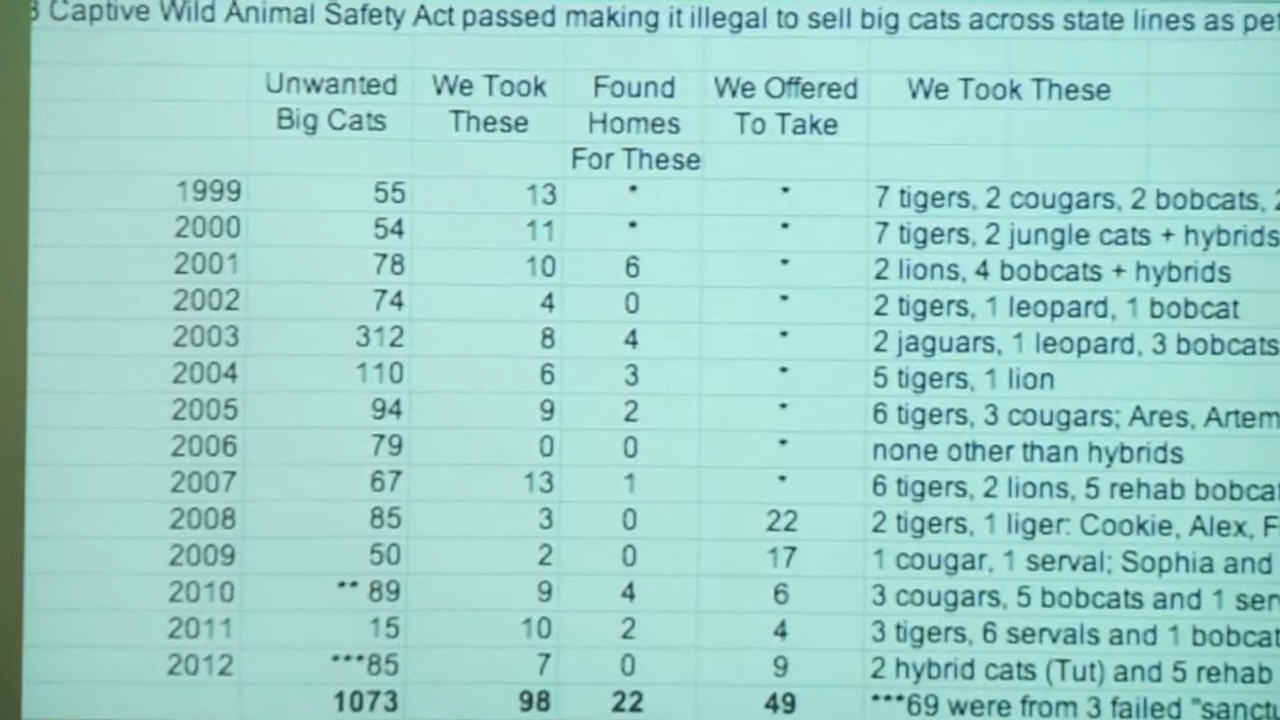 3 Captive Wild Animal Safety Act passed making it illegal to sell big cats across state lines as
Unwanted We Took Found We Offered We Took These
Big Cats These Homes To Take
For These
1999 55 13 * * 7 tigers, 2 cougars, 2 bobcats,
2000 54 11 * * 7 tigers, 2 jungle cats + hybrids
2001 78 10 6 * 2 lions, 4 bobcats + hybrids
2002 74 4 0 * 2 tigers, 1 leopard, 1 bobcat
2003 312 8 4 * 2 jaguars, 1 leopard, 3 bobcats
2004 110 6 3 * 5 tigers, 1 lion
2005 94 9 2 * 6 tigers, 3 cougars; Ares,
2006 79 0 0 * none other than hybrids
2007 67 13 1 * 6 tigers, 2 lions, 5 rehab
2008 85 3 0 22 2 tigers, 1 liger: Cookie, Alex,
2009 50 2 0 17 1 cougar, 1 serval; Sophia and
2010 ** 89 9 4 6 3 cougars, 5 bobcats and 1
2011 15 10 2 4 3 tigers, 6 servals and 1 bobcat
2012 ***85 7 0 9 2 hybrid cats (Tut) and 5 rehab
1073 98 22 49 ***69 were from 3 failed